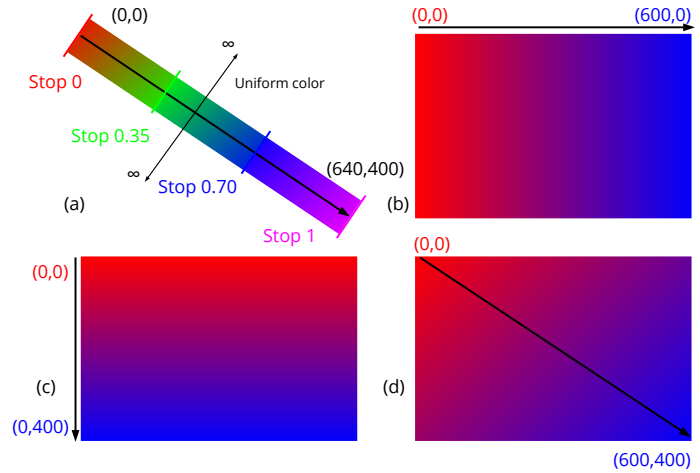 (0,0)
Stop 0
∞
Uniform color
Stop 0.35
∞
Stop 0.70
(640,400)
(a)
Stop 1
(0,0)
(600,0)
(b)
(0,0)
(c)
(0,400)
(0,0)
(d)
(600,400)